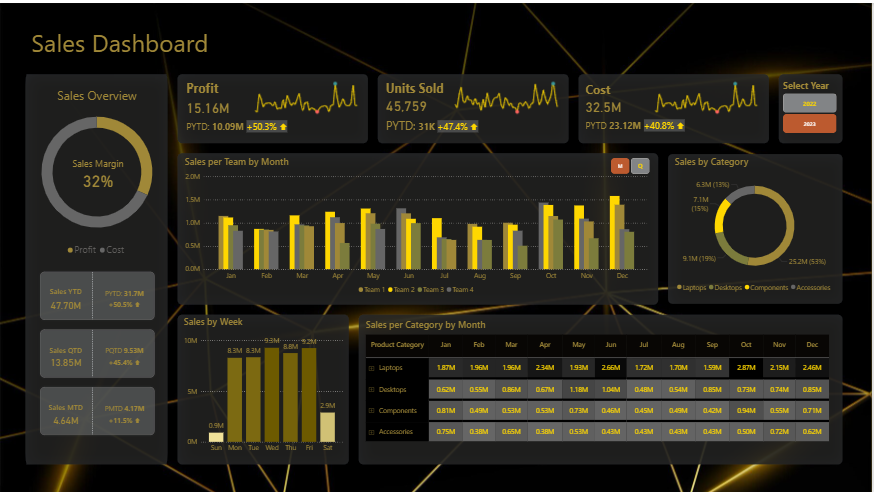 Sales Dashboard
Sales Overview
Sales Margin
32%
Profit Cost
Sales YTD
47.70M
PYTD: 31.7M
+50.5%
Sales QTD
13.85M
PQTD 9.53M
+45.4%
Sales MTD
4.64M
PMTD 4.17M
+11.5%
Profit
15.16M
PYTD: 10.09M +50.3%
Units Sold
45,759
PYTD: 31K +47.4%
Cost
32.5M
PYTD 23.12M +40.8%
Select Year
2022
2023
Sales per Team by Month
M Q
2.0M
1.5M
1.0M
0.5M
0.0M
Jan Feb Mar Apr May Jun Jul Aug Sep Oct Nov Dec
Team 1 Team 2 Team 3 Team 4
Sales by Category
6.3M (13%)
7.1M
(15%)
9.1M (19%)
25.2M (53%)
Laptops Desktops Components Accessories
Sales by Week
10M
5M
0M
0.9M 8.3M 8.3M 9.3M 8.8M 9.2M 2.9M
Sun Mon Tue Wed Thu Fri Sat
Sales per Category by Month
Product Category Jan Feb Mar Apr May Jun Jul Aug Sep Oct Nov Dec
Laptops 1.87M 1.96M 1.96M 2.34M 1.93M 2.66M 1.72M 1.70M 1.59M 2.87M 2.15M 2.46M
Desktops 0.62M 0.55M 0.86M 0.67M 1.18M 1.04M 0.48M 0.54M 0.85M 0.73M 0.74M 0.85M
Components 0.81M 0.49M 0.53M 0.53M 0.73M 0.46M 0.45M 0.49M 0.42M 0.94M 0.55M 0.71M
Accessories 0.75M 0.38M 0.65M 0.38M 0.53M 0.43M 0.43M 0.43M 0.43M 0.50M 0.72M 0.62M